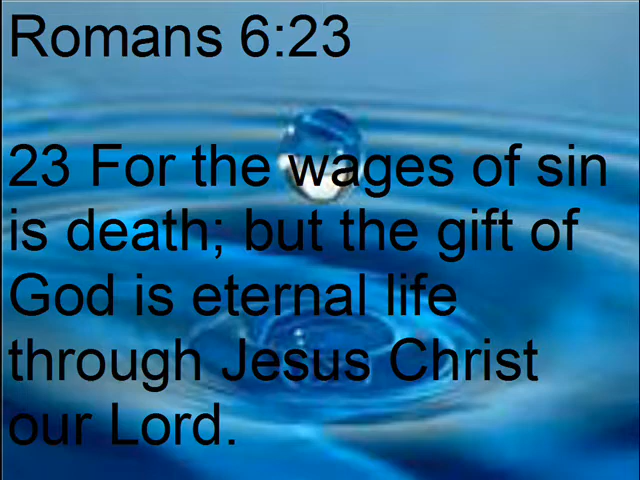 Romans 6:23
23 For the wages of sin
is death; but the gift of
God is eternal life
through Jesus Christ
our Lord.